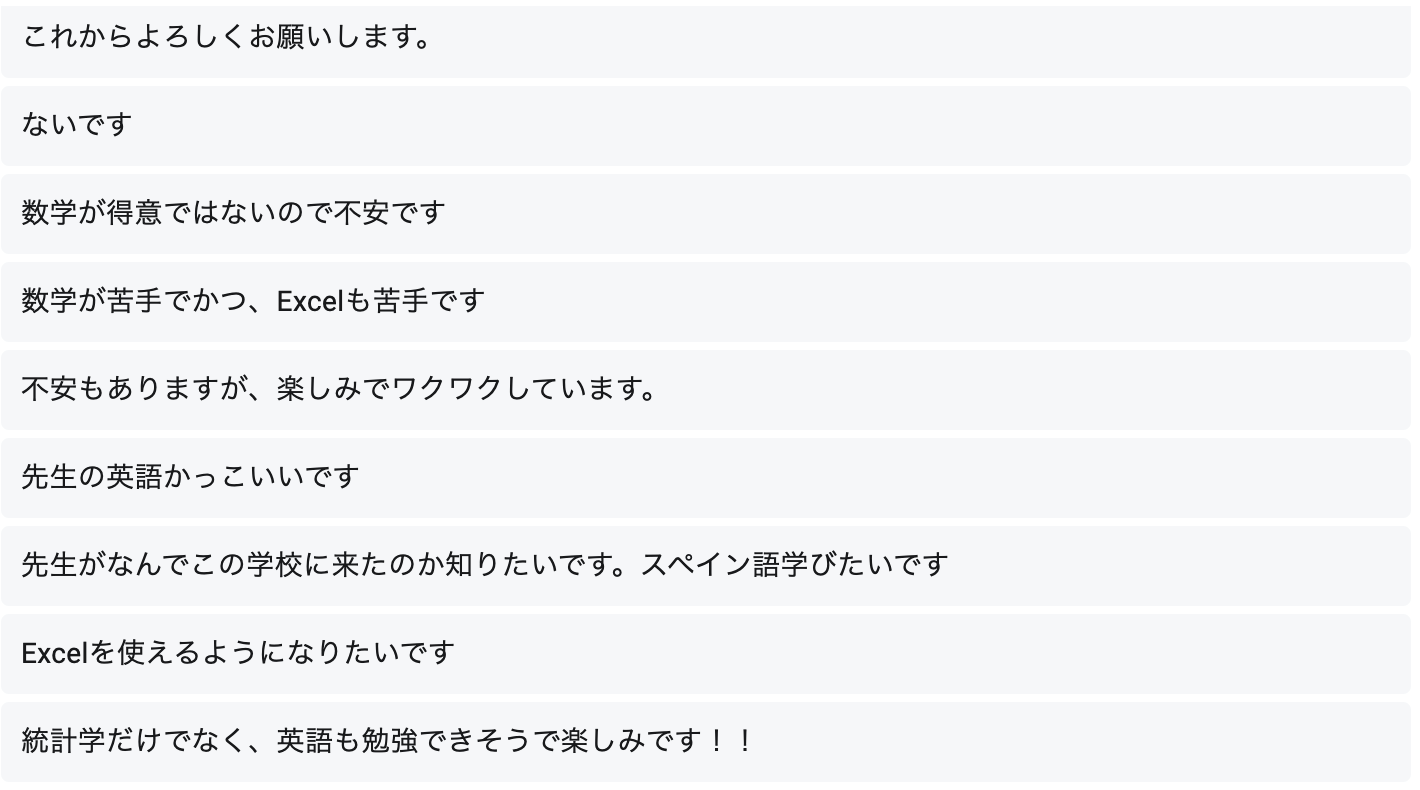 これからよろしくお願いします。
ないです
数学が得意ではないので不安です
数学が苦手でかつ、Excelも苦手です
不安もありますが、楽しみでワクワクしています。
先生の英語かっこいいです
先生がなんでこの学校に来たのか知りたいです。スペイン語学びたいです
Excelを使えるようになりたいです
統計学だけでなく、英語も勉強できそうで楽しみです！！